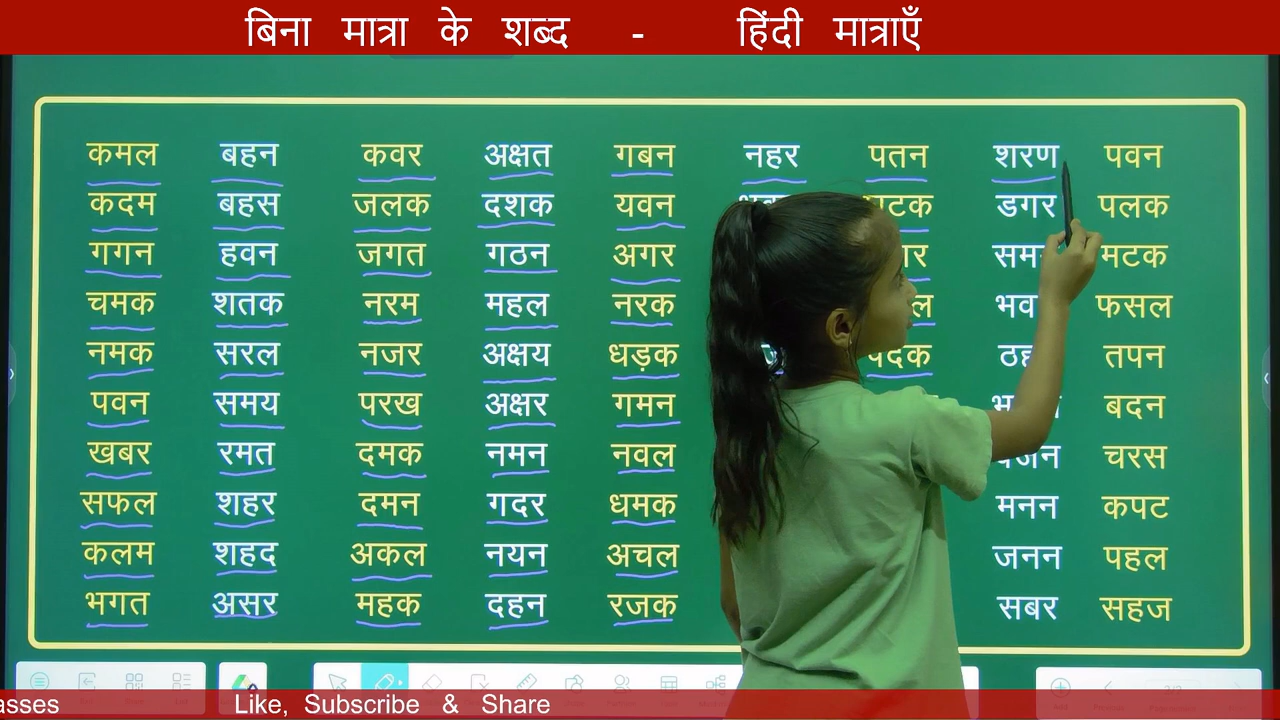 बिना मात्रा के शब्द - हिंदी मात्राएँ
कमल बहन कवर अक्षत गबन नहर पतन शरण पवन
कदम बहस जलक दशक यवन डगर पलक
गगन हवन जगत गठन अगर मटक
चमक शतक नरम महल नरक फसल
नमक सरल नजर अक्षय धड़क पदक तपन
पवन समय परख अक्षर गमन बदन
खबर रमत दमक नमन नवल चरस
सफल शहर दमन गदर धमक मनन कपट
कलम शहद अकल नयन अचल जनन पहल
भगत असर महक दहन रजक सबर सहज
asses Like, Subscribe & Share